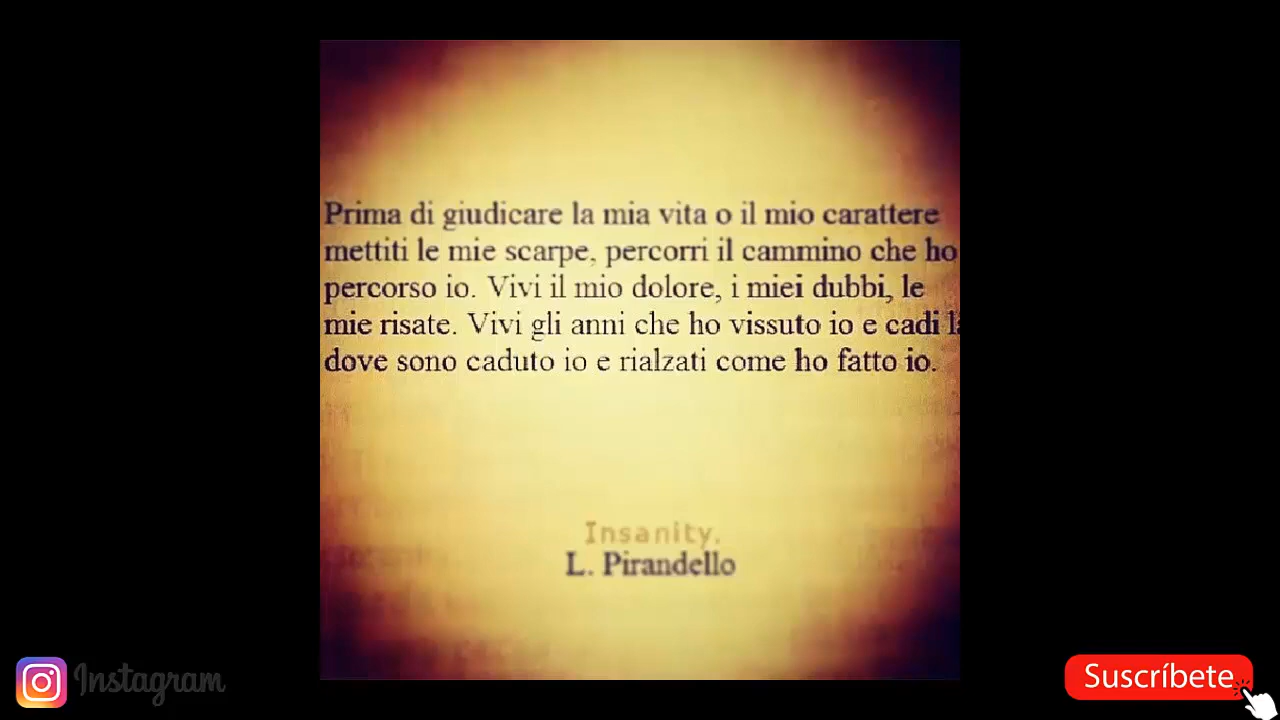 Prima di giudicare la mia vita o il mio carattere
mettiti le mie scarpe, percorri il cammino che ho
percorso io. Vivi il mio dolore, i miei dubbi, le
mie risate. Vivi gli anni che ho vissuto io e cadi
dove sono caduto io e rialzati come ho fatto io.
Insanity.
L. Pirandello
Instagram
Suscríbete